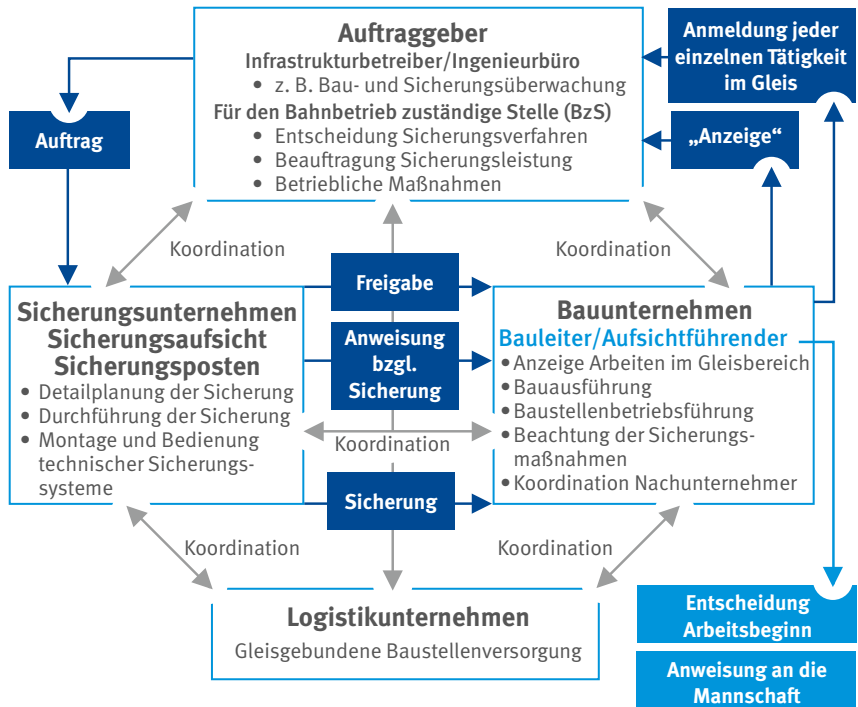 Auftraggeber
Infrastrukturbetreiber/Ingenieurbüro
• z. B. Bau- und Sicherungsüberwachung
Für den Bahnbetrieb zuständige Stelle (BzS)
• Entscheidung Sicherungsverfahren
• Beauftragung Sicherungsleistung
• Betriebliche Maßnahmen
Anmeldung jeder
einzelnen Tätigkeit
im Gleis
Auftrag
„Anzeige“
Koordination
Koordination
Freigabe
Anweisung
bzgl.
Sicherung
Koordination
Sicherung
Sicherungsunternehmen
Sicherungsaufsicht
Sicherungsposten
• Detailplanung der Sicherung
• Durchführung der Sicherung
• Montage und Bedienung
technischer Sicherungs-
systeme
Bauunternehmen
Bauleiter/Aufsichtführender
• Anzeige Arbeiten im Gleisbereich
• Bauausführung
• Baustellenbetriebsführung
• Beachtung der Sicherungs-
maßnahmen
• Koordination Nachunternehmer
Koordination
Koordination
Logistikunternehmen
Gleisgebundene Baustellenversorgung
Entscheidung
Arbeitsbeginn
Anweisung an die
Mannschaft